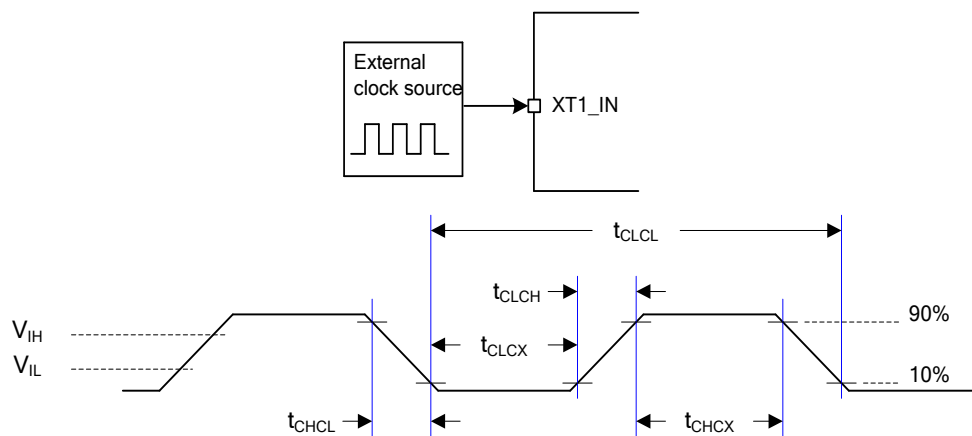 External
clock source
XT1_IN
tCLCL
tCLCH
90%
VIH
tCLCX
VIL
10%
tCHCL
tCHCX